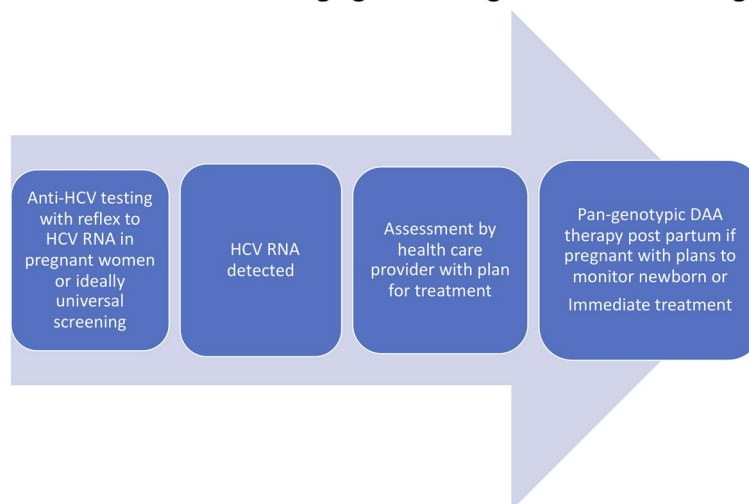 Anti-HCV testing
with reflex to
HCV RNA in
pregnant women
or ideally
universal
screening
HCV RNA
detected
Assessment by
health care
provider with plan
for treatment
Pan-genotypic DAA
therapy post partum if
pregnant with plans to
monitor newborn or
Immediate treatment